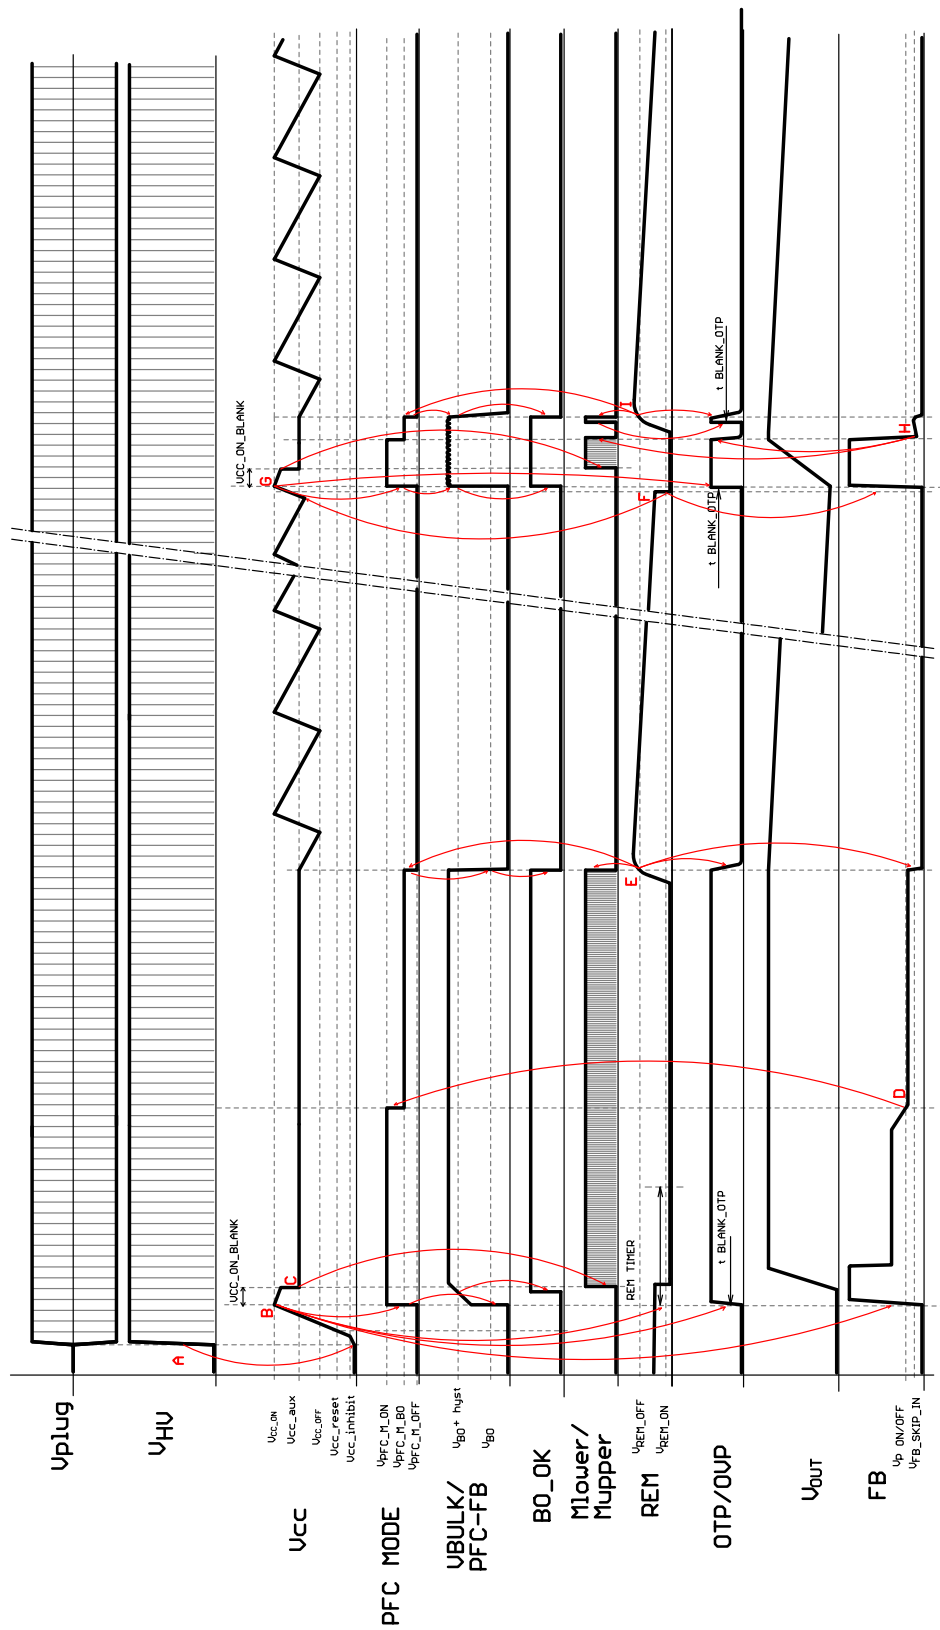 Vplug
VHV
A
Vcc
VCC_ON
Vcc_aux
VCC_OFF
Vcc_reset
Vcc_inhibit
B
C
VCC_ON_BLANK
G
VCC_ON_BLANK
PFC MODE
VPFC_M_ON
VPFC_M_BO
VPFC_M_OFF
VBULK/
PFC-FB
VBO + hyst
VBO
BO_OK
Mlower/
Mupper
REM
VREM_OFF
VREM_ON
REM TIMER
E
F
I
OTP/OVP
t BLANK_OTP
t BLANK_OTP
t BLANK_OTP
VOUT
FB
VP ON/OFF
VFB_SKIP_IN
D
H